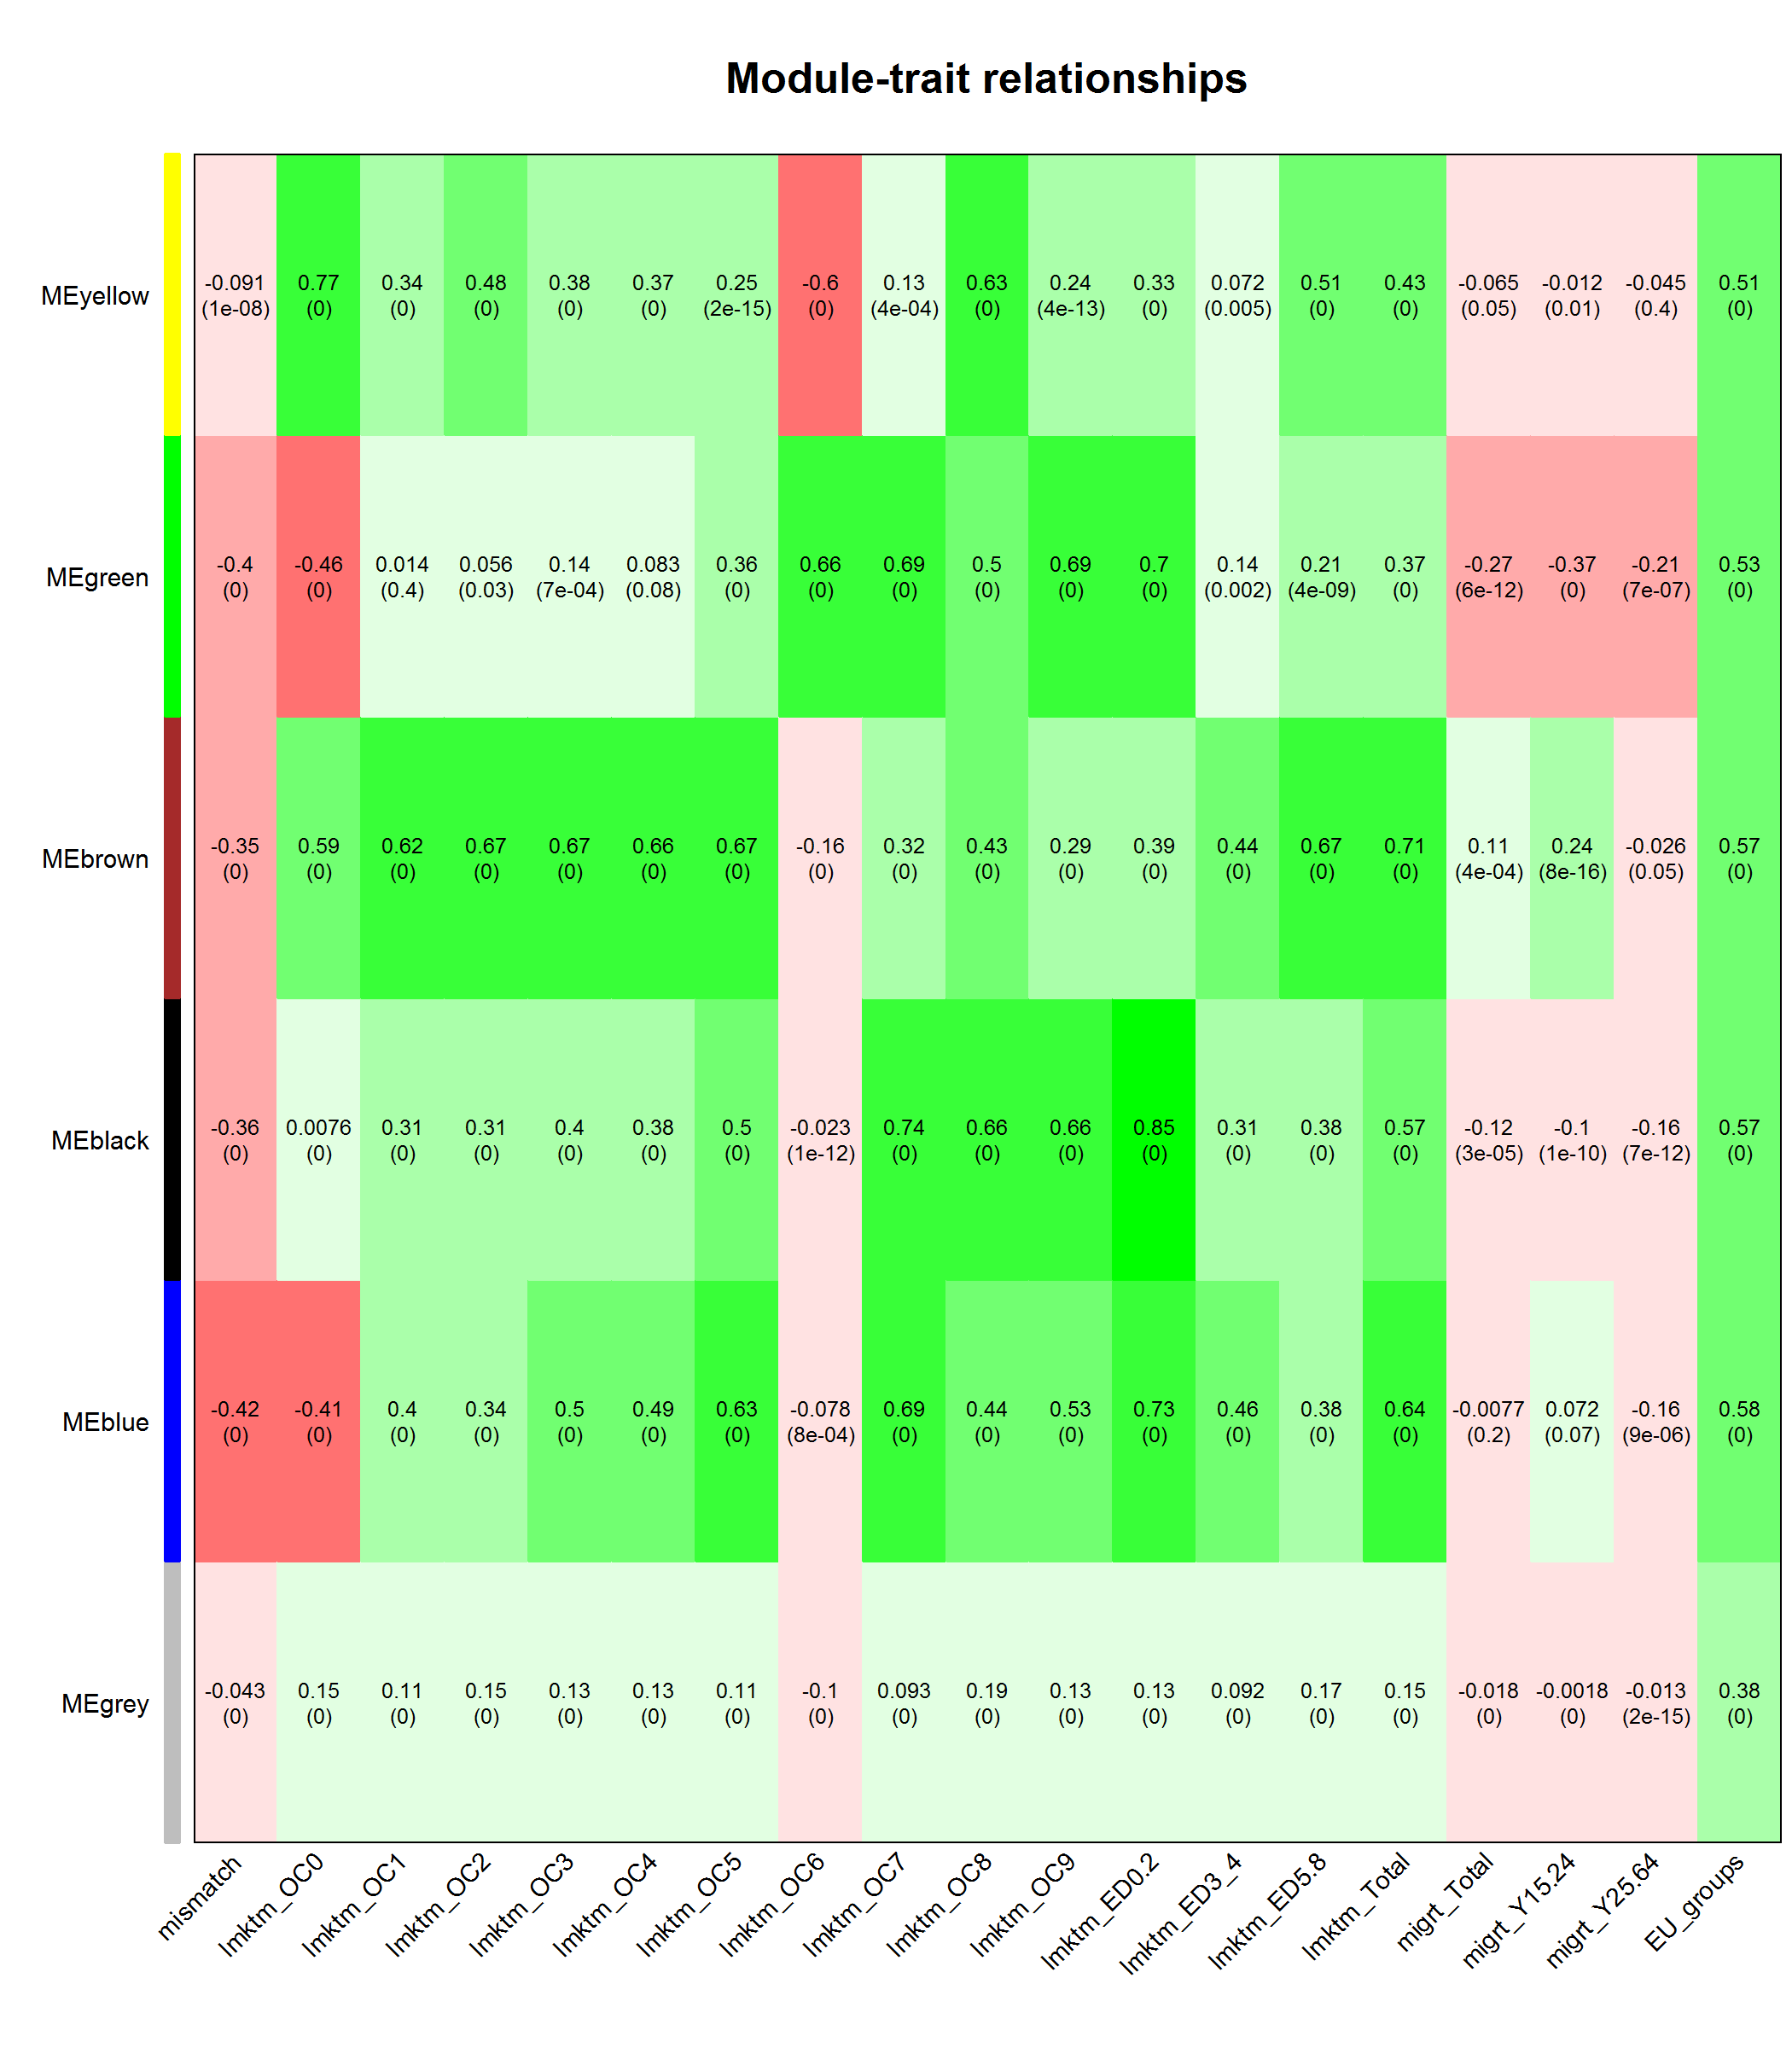 Module-trait relationships
MEyellow
-0.091 0.77 0.34 0.48 0.38 0.37 0.25 -0.6 0.13 0.63 0.24 0.33 0.072 0.51 0.43 -0.065 -0.012 -0.045 0.51
(1e-08) (0) (0) (0) (0) (0) (2e-15) (0) (4e-04) (0) (4e-13) (0) (0.005) (0) (0) (0.05) (0.01) (0.4) (0)
MEgreen
-0.4 -0.46 0.014 0.056 0.14 0.083 0.36 0.66 0.69 0.5 0.69 0.7 0.14 0.21 0.37 -0.27 -0.37 -0.21 0.53
(0) (0) (0.4) (0.03) (7e-04) (0.08) (0) (0) (0) (0) (0) (0) (0.002) (4e-09) (0) (6e-12) (0) (7e-07) (0)
MEbrown
-0.35 0.59 0.62 0.67 0.67 0.66 0.67 -0.16 0.32 0.43 0.29 0.39 0.44 0.67 0.71 0.11 0.24 -0.026 0.57
(0) (0) (0) (0) (0) (0) (0) (0) (0) (0) (0) (0) (0) (0) (0) (4e-04) (8e-16) (0.05) (0)
MEblack
-0.36 0.0076 0.31 0.31 0.4 0.38 0.5 -0.023 0.74 0.66 0.66 0.85 0.31 0.38 0.57 -0.12 -0.1 -0.16 0.57
(0) (0) (0) (0) (0) (0) (0) (1e-12) (0) (0) (0) (0) (0) (0) (0) (3e-05) (1e-10) (7e-12) (0)
MEblue
-0.42 -0.41 0.4 0.34 0.5 0.49 0.63 -0.078 0.69 0.44 0.53 0.73 0.46 0.38 0.64 -0.0077 0.072 -0.16 0.58
(0) (0) (0) (0) (0) (0) (0) (8e-04) (0) (0) (0) (0) (0) (0) (0) (0.2) (0.07) (9e-06) (0)
MEgrey
-0.043 0.15 0.11 0.15 0.13 0.13 0.11 -0.1 0.093 0.19 0.13 0.13 0.092 0.17 0.15 -0.018 -0.0018 -0.013 0.38
(0) (0) (0) (0) (0) (0) (0) (0) (0) (0) (0) (0) (0) (0) (0) (0) (0) (2e-15) (0)
mismatch
lmktm_OC0
lmktm_OC1
lmktm_OC2
lmktm_OC3
lmktm_OC4
lmktm_OC5
lmktm_OC6
lmktm_OC7
lmktm_OC8
lmktm_OC9
lmktm_ED0.2
lmktm_ED3_4
lmktm_ED5.8
lmktm_Total
migrt_Total
migrt_Y15.24
migrt_Y25.64
EU_groups